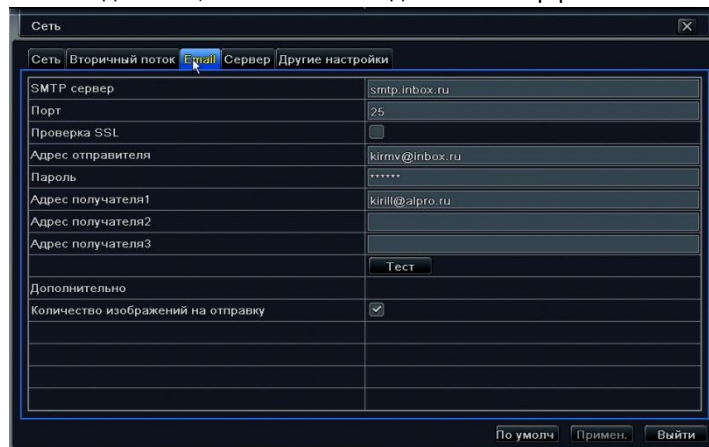 Сеть X
Сеть Вторичный поток Email Сервер Другие настройки
SMTP сервер smtp.inbox.ru
Порт 25
Проверка SSL
Адрес отправителя kirmv@inbox.ru
Пароль ******
Адрес получателя1 kirill@alpro.ru
Адрес получателя2
Адрес получателя3
Тест
Дополнительно
Количество изображений на отправку
По умолч Примен. Выйти